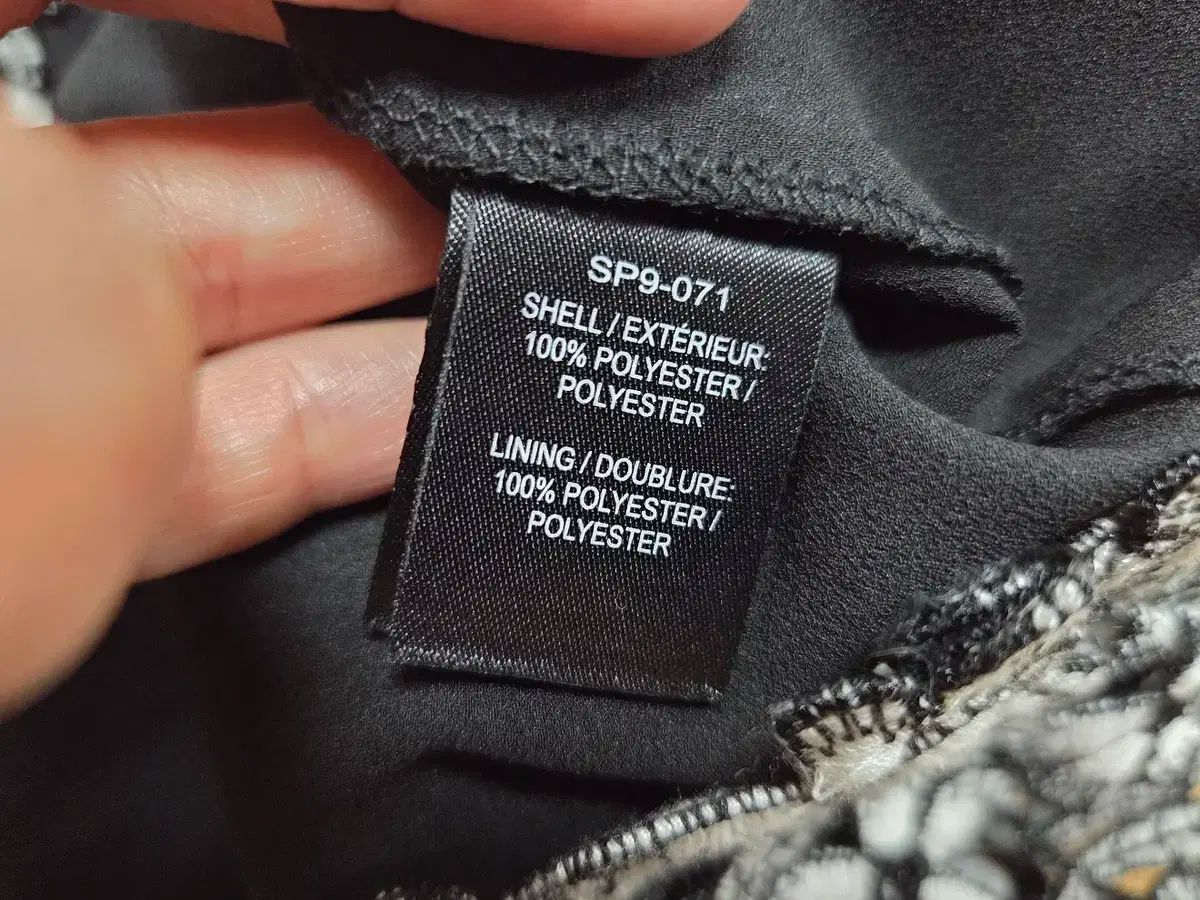 SP9-071
SHELL / EXTÉRIEUR:
100% POLYESTER /
POLYESTER
LINING / DOUBLURE:
100% POLYESTER /
POLYESTER